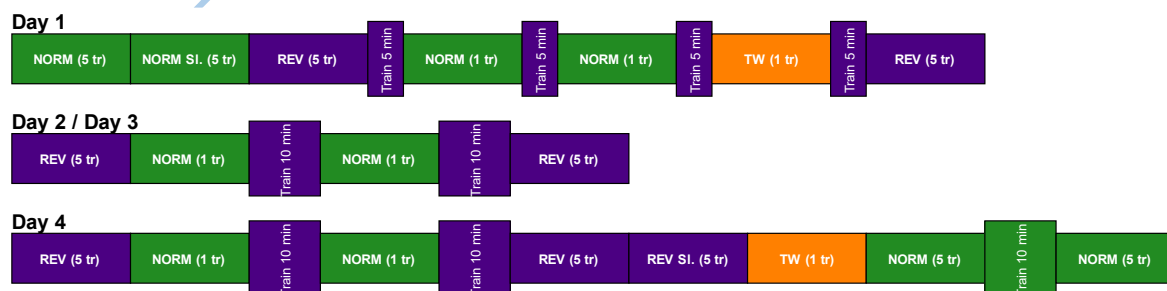 Day 1
NORM (5 tr) NORM SI. (5 tr) REV (5 tr) Train 5 min NORM (1 tr) Train 5 min NORM (1 tr) Train 5 min TW (1 tr) Train 5 min REV (5 tr)
Day 2 / Day 3
REV (5 tr) NORM (1 tr) Train 10 min NORM (1 tr) Train 10 min REV (5 tr)
Day 4
REV (5 tr) NORM (1 tr) Train 10 min NORM (1 tr) Train 10 min REV (5 tr) REV SI. (5 tr) TW (1 tr) NORM (5 tr) Train 10 min NORM (5 tr)